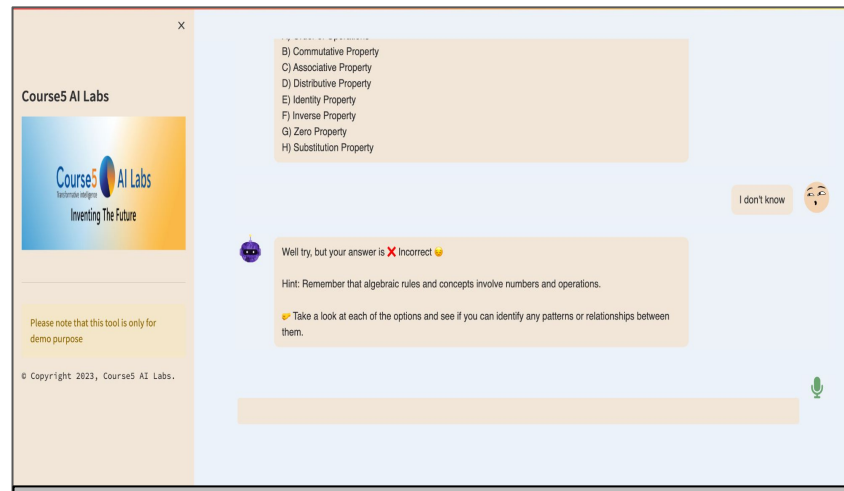 X
Course5 AI Labs
Course5 AI Labs
Transformative Intelligence
Inventing The Future
Please note that this tool is only for
demo purpose
© Copyright 2023, Course5 AI Labs.
B) Commutative Property
C) Associative Property
D) Distributive Property
E) Identity Property
F) Inverse Property
G) Zero Property
H) Substitution Property
I don't know
Well try, but your answer is ❌ Incorrect 😔
Hint: Remember that algebraic rules and concepts involve numbers and operations.
👉 Take a look at each of the options and see if you can identify any patterns or relationships between
them.